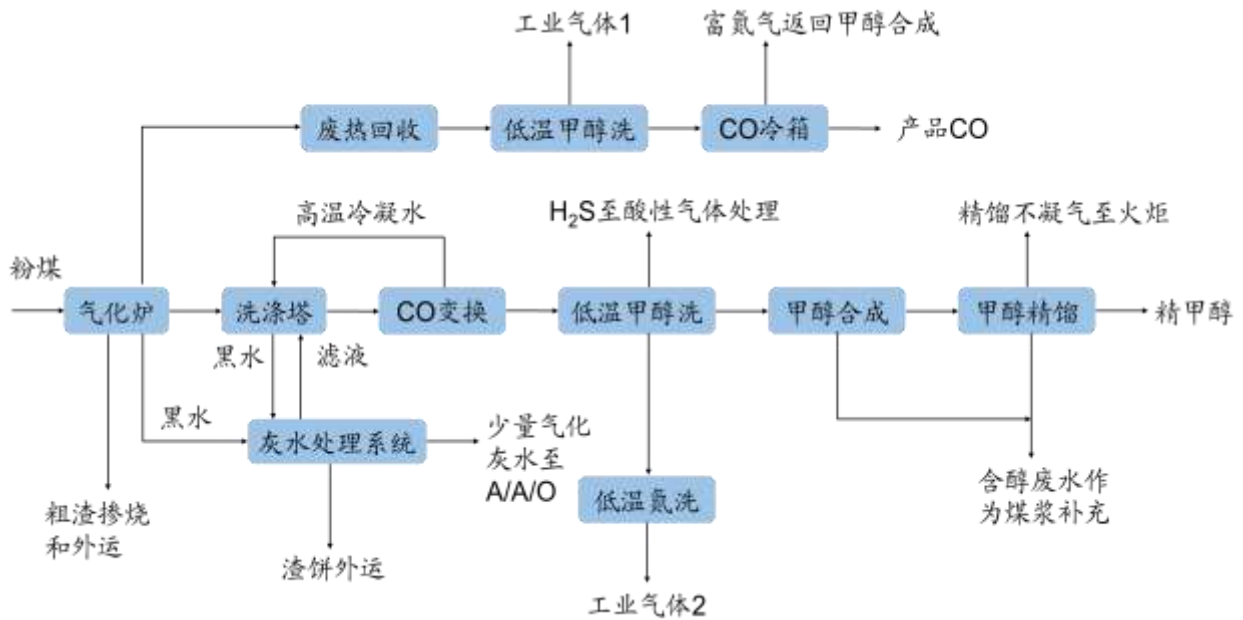 工业气体1
富氮气返回甲醇合成
废热回收
低温甲醇洗
CO冷箱
产品CO
高温冷凝水
H₂S至酸性气体处理
精馏不凝气至火炬
粉煤
气化炉
洗涤塔
CO变换
低温甲醇洗
甲醇合成
甲醇精馏
精甲醇
黑水
滤液
黑水
灰水处理系统
少量气化
灰水至
A/A/O
粗渣掺烧
和外运
渣饼外运
低温氮洗
含醇废水作
为煤浆补充
工业气体2